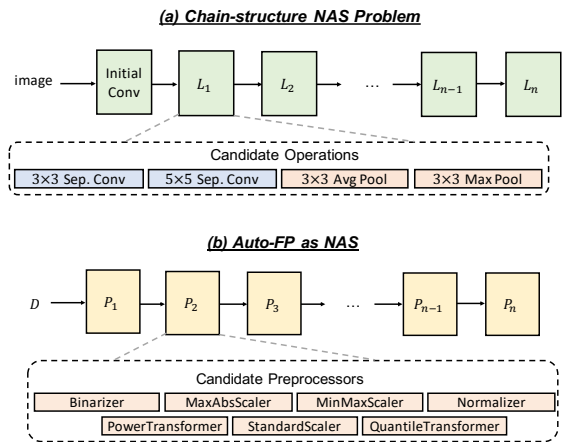 (a) Chain-structure NAS Problem
image
Initial Conv
L₁
L₂
...
Lₙ₋₁
Lₙ
Candidate Operations
3×3 Sep. Conv
5×5 Sep. Conv
3×3 Avg Pool
3×3 Max Pool
(b) Auto-FP as NAS
D
P₁
P₂
P₃
...
Pₙ₋₁
Pₙ
Candidate Preprocessors
Binarizer
MaxAbsScaler
MinMaxScaler
Normalizer
PowerTransformer
StandardScaler
QuantileTransformer